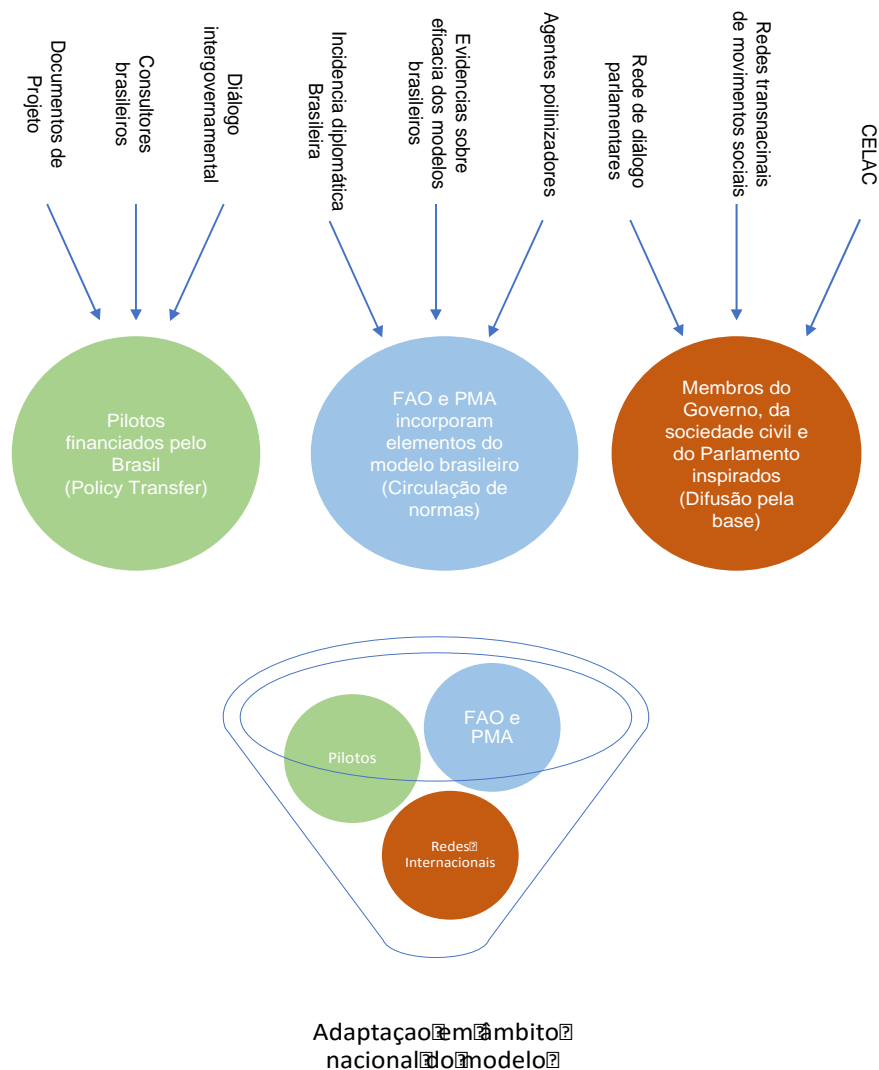 Documentos de
Projeto
Consultores
brasileiros
Diálogo
intergovernamental
Incidencia diplomática
Brasileira
Evidencias sobre
eficacia dos modelos
brasileiros
Agentes poilinizadores
Rede de diálogo
parlamentares
Redes transnacinais
de movimentos sociais
CELAC
Pilotos
financiados pelo
Brasil
(Policy Transfer)
FAO e PMA
incorporam
elementos do
modelo brasileiro
(Circulação de
normas)
Membros do
Governo, da
sociedade civil e
do Parlamento
inspirados
(Difusão pela
base)
Pilotos
FAO e
PMA
Redes
Internacionais
Adaptaçao em âmbito
nacional do modelo